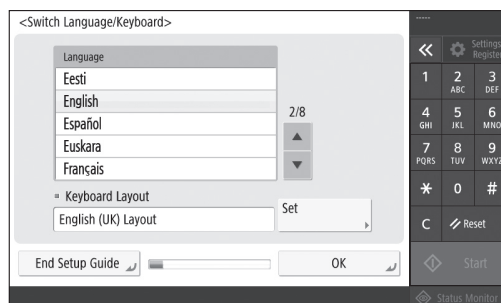 <Switch Language/Keyboard>
Language
Eesti
English
Español
Euskara
Français
2/8
Keyboard Layout
English (UK) Layout
Set
End Setup Guide
OK
-----
Settings/
Register
1
2
ABC
3
DEF
4
GHI
5
JKL
6
MNO
7
PQRS
8
TUV
9
WXYZ
*
0
#
C
Reset
Start
Status Monitor